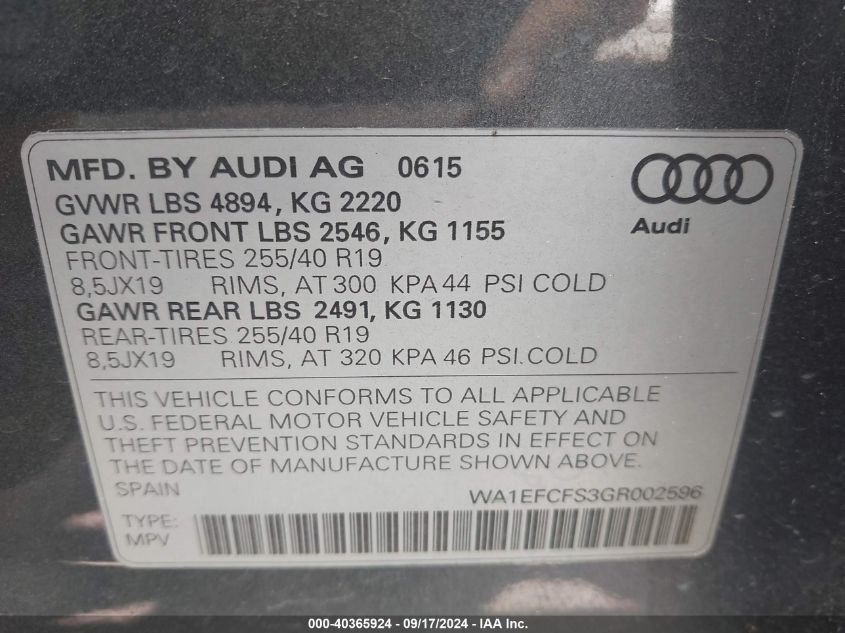 MFD. BY AUDI AG 0615
GVWR LBS 4894, KG 2220
GAWR FRONT LBS 2546, KG 1155
FRONT-TIRES 255/40 R19
8,5JX19 RIMS, AT 300 KPA 44 PSI COLD
GAWR REAR LBS 2491, KG 1130
REAR-TIRES 255/40 R19
8,5JX19 RIMS, AT 320 KPA 46 PSI.COLD
Audi
THIS VEHICLE CONFORMS TO ALL APPLICABLE
U.S. FEDERAL MOTOR VEHICLE SAFETY AND
THEFT PREVENTION STANDARDS IN EFFECT ON
THE DATE OF MANUFACTURE SHOWN ABOVE.
SPAIN
WA1EFCFS3GR002596
TYPE:
MPV
000-40365924 - 09/17/2024 - IAA Inc.